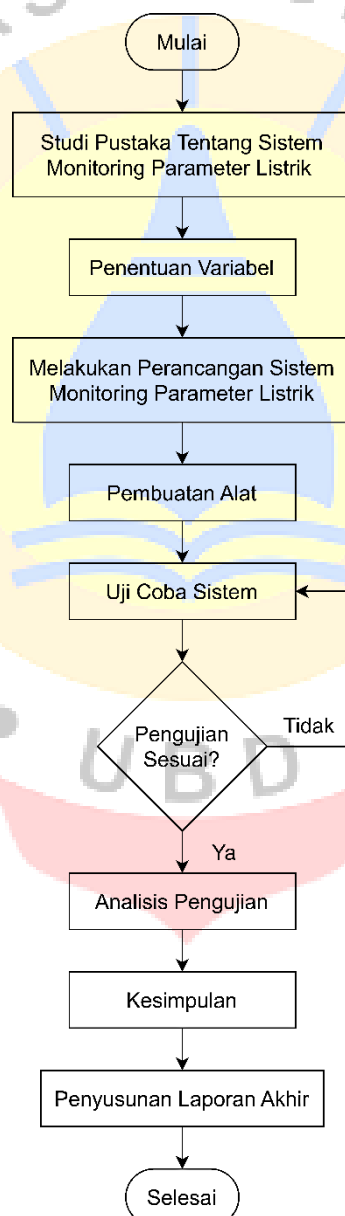 Mulai
Studi Pustaka Tentang Sistem
Monitoring Parameter Listrik
Penentuan Variabel
Melakukan Perancangan Sistem
Monitoring Parameter Listrik
Pembuatan Alat
Uji Coba Sistem
Pengujian
Sesuai?
Tidak
UBD
Ya
Analisis Pengujian
Kesimpulan
Penyusunan Laporan Akhir
Selesai